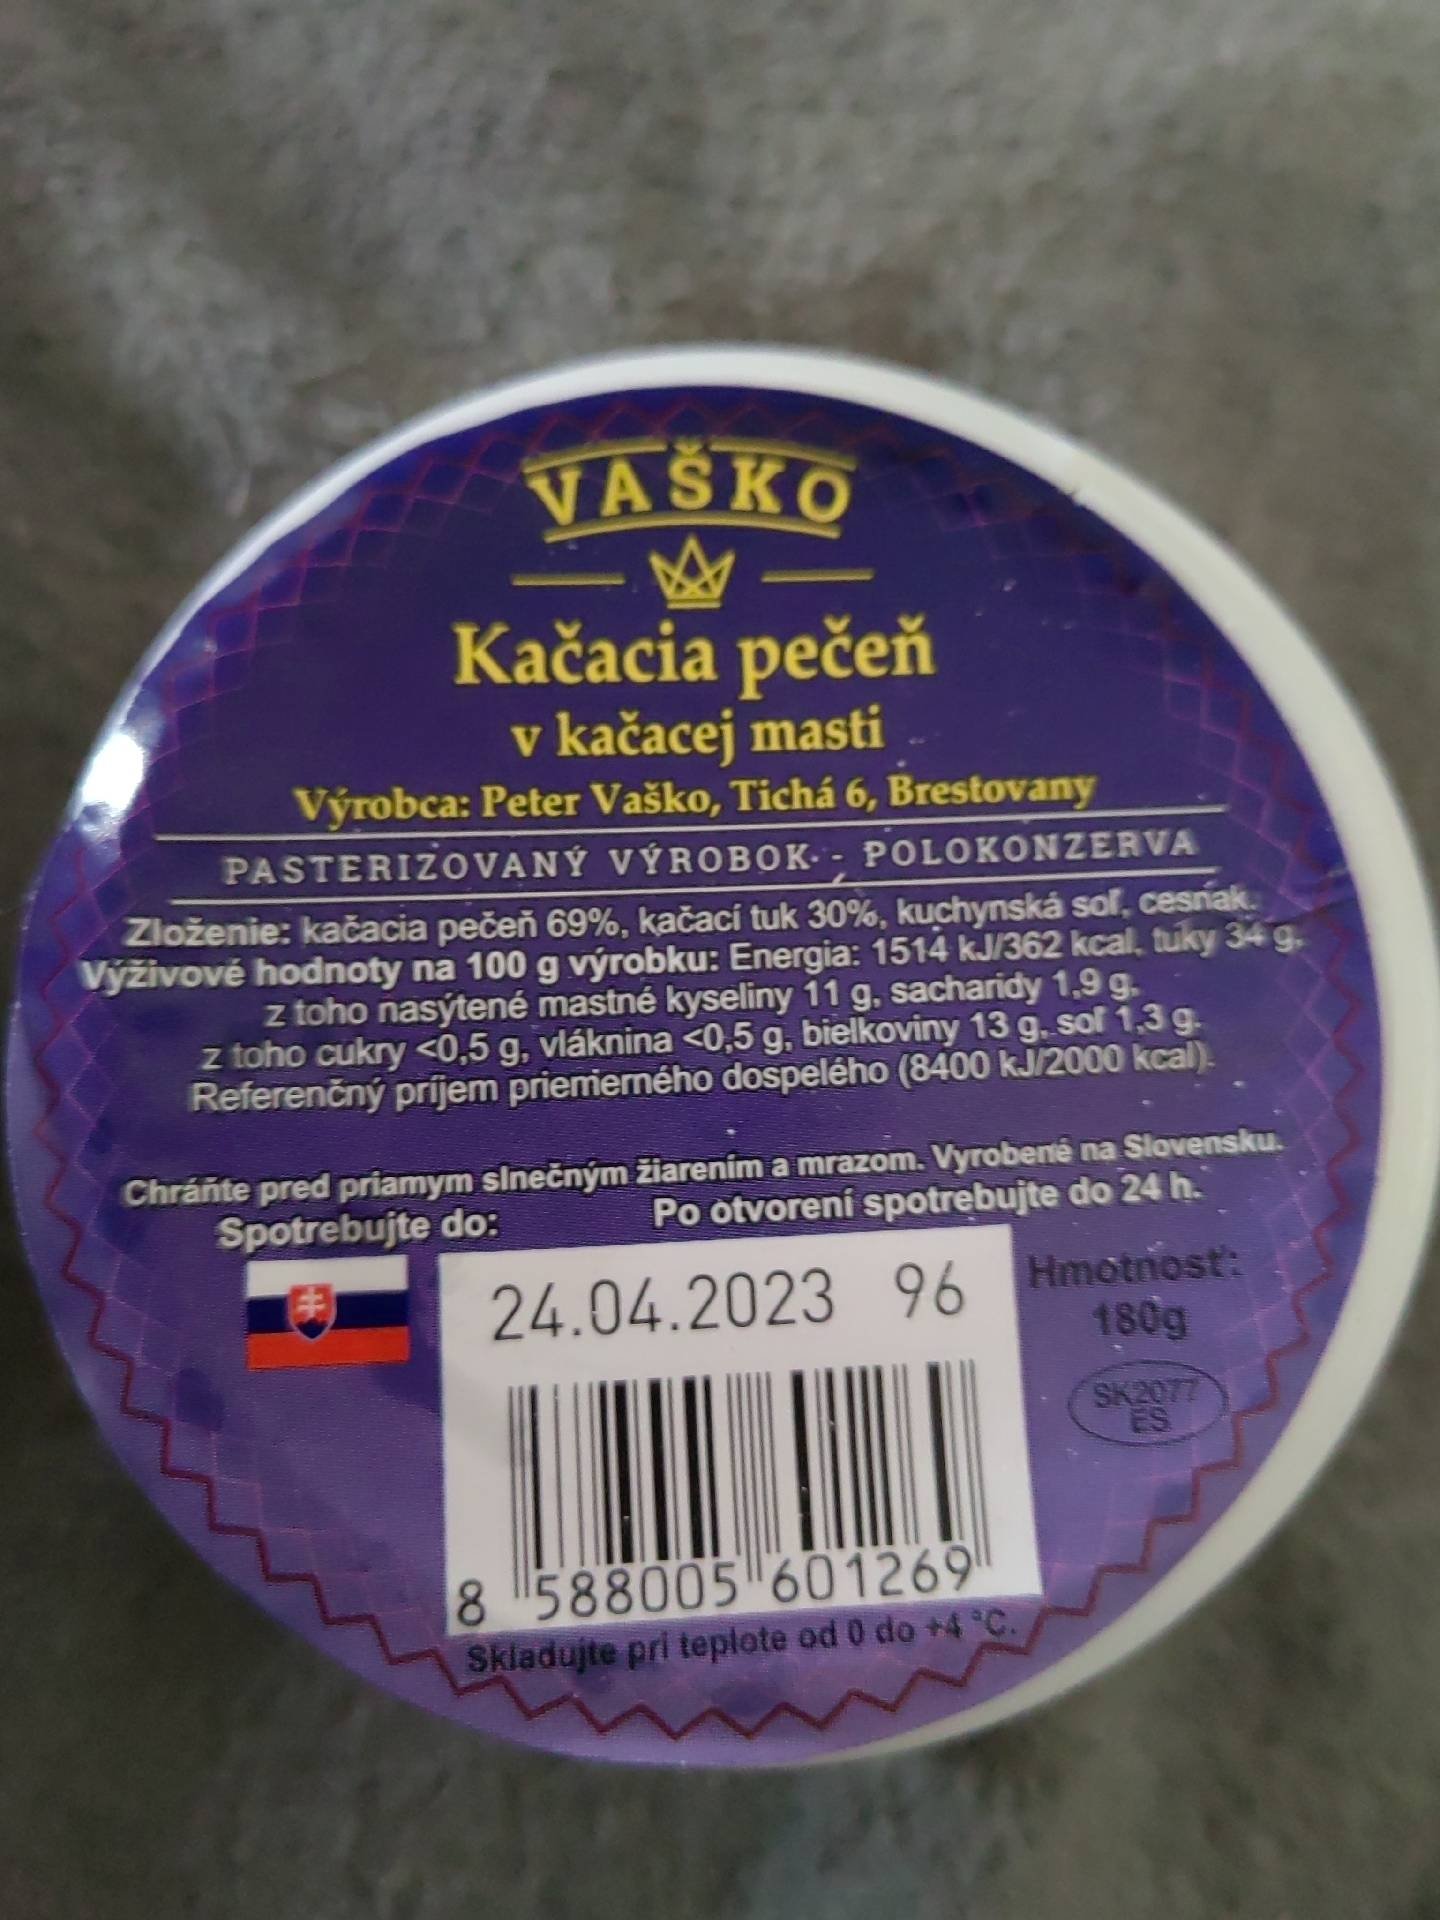 VAŠKO
Kačacia pečeň
v kačacej masti
Výrobca: Peter Vaško, Tichá 6, Brestovany
PASTERIZOVANÝ VÝROBOK - POLOKONZERVA
Zloženie: kačacia pečeň 69%, kačací tuk 30%, kuchynská soľ, cesnak.
Výživové hodnoty na 100 g výrobku: Energia: 1514 kJ/362 kcal, tuky 34 g,
z toho nasýtené mastné kyseliny 11 g, sacharidy 1,9 g,
z toho cukry <0,5 g, vláknina <0,5 g, bielkoviny 13 g, soľ 1,3 g.
Referenčný príjem priemerného dospelého (8400 kJ/2000 kcal).
Chráňte pred priamym slnečným žiarením a mrazom. Vyrobené na Slovensku.
Spotrebujte do: Po otvorení spotrebujte do 24 h.
24.04.2023 96
Hmotnosť:
180g
SK2077
ES
8 588005 601269
Skladujte pri teplote od 0 do +4 °C.